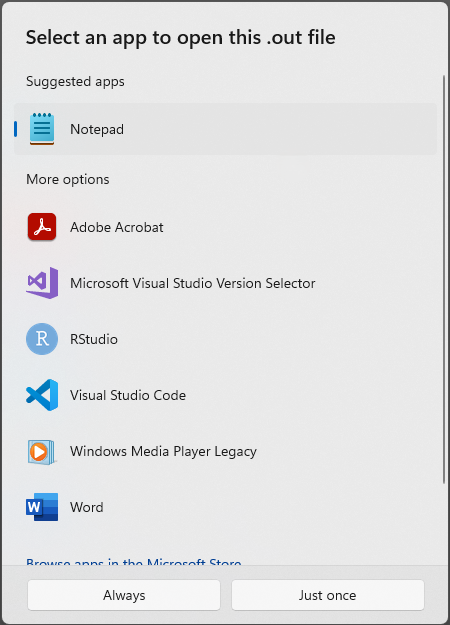 Select an app to open this .out file
Suggested apps
Notepad
More options
Adobe Acrobat
Microsoft Visual Studio Version Selector
R
RStudio
Visual Studio Code
Windows Media Player Legacy
W
Word
Browse apps in the Microsoft Store
Always
Just once